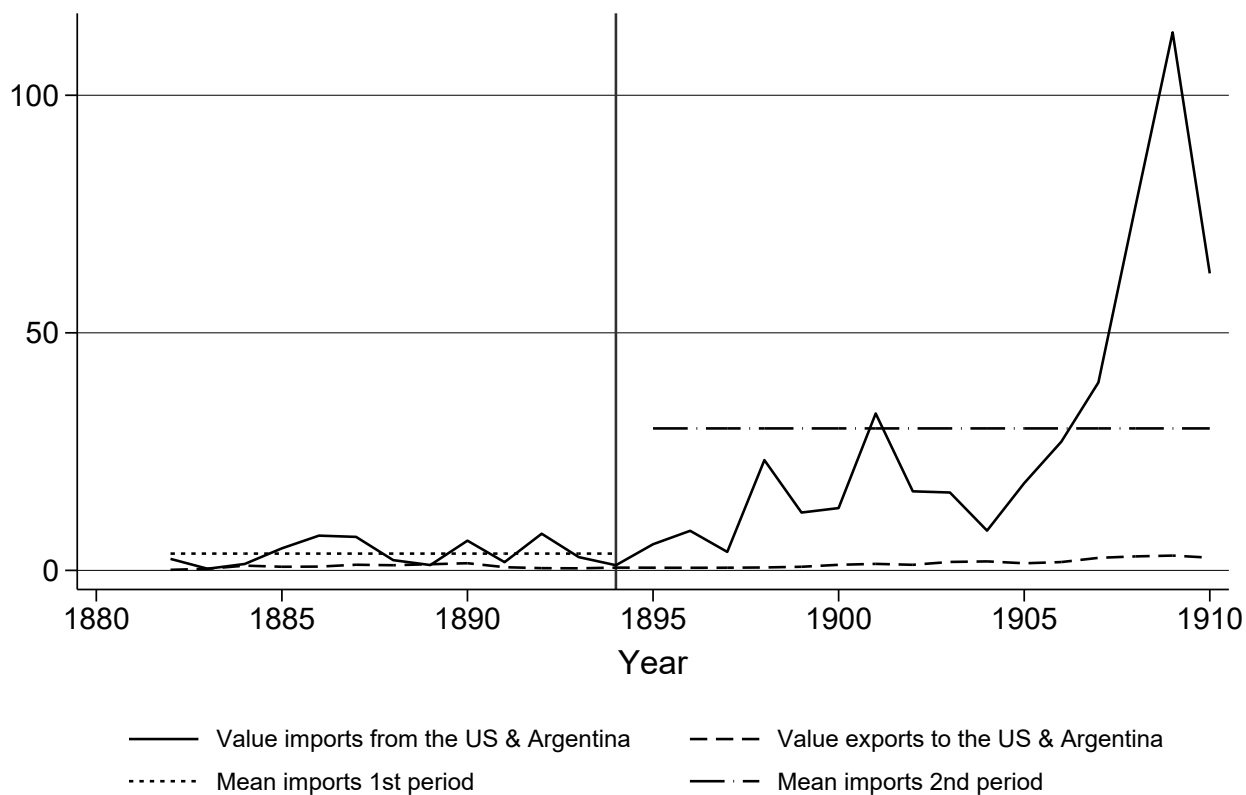 100
50
0
1880 1885 1890 1895 1900 1905 1910
Year
Value imports from the US & Argentina Value exports to the US & Argentina
Mean imports 1st period Mean imports 2nd period